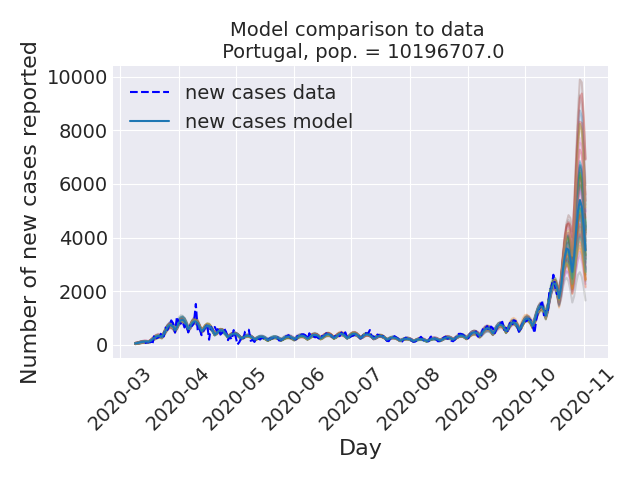 Model comparison to data
Portugal, pop. = 10196707.0
Number of new cases reported
10000
8000
6000
4000
2000
0
new cases data
new cases model
2020-03
2020-04
2020-05
2020-06
2020-07
2020-08
2020-09
2020-10
2020-11
Day